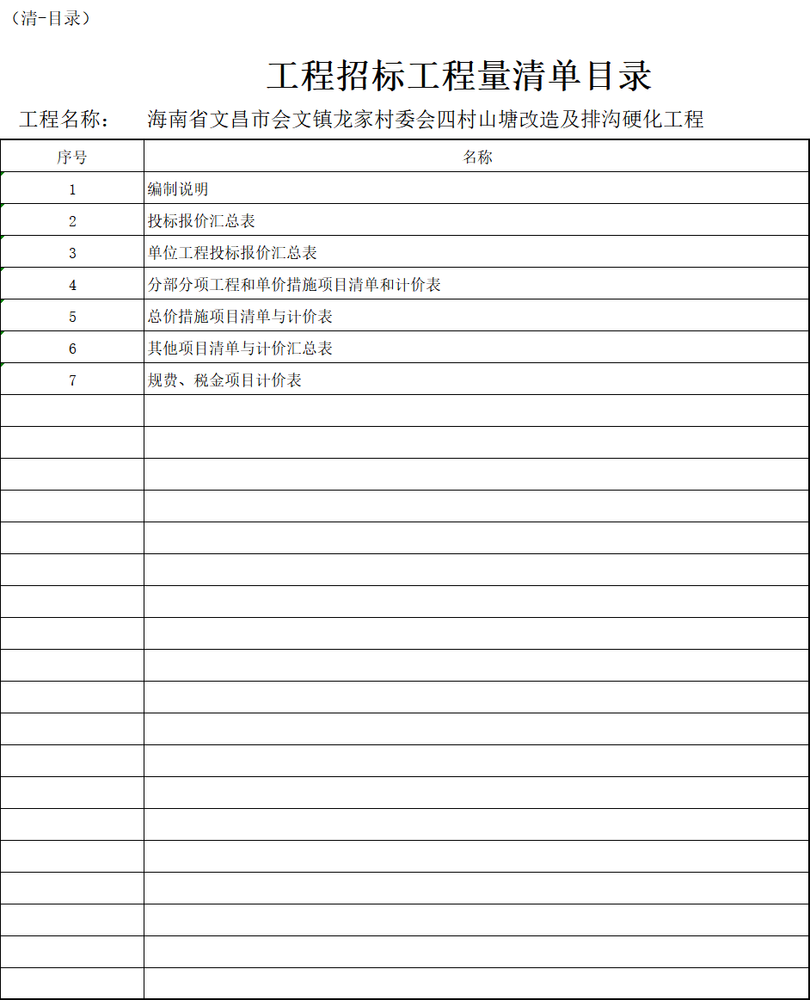 （清-目录）
工程招标工程量清单目录
工程名称： 海南省文昌市会文镇龙家村委会四村山塘改造及排沟硬化工程
序号 名称
1 编制说明
2 投标报价汇总表
3 单位工程投标报价汇总表
4 分部分项工程和单价措施项目清单和计价表
5 总价措施项目清单与计价表
6 其他项目清单与计价汇总表
7 规费、税金项目计价表